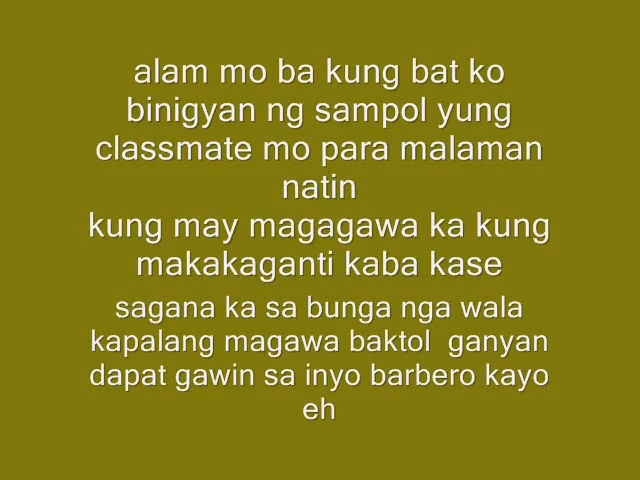 alam mo ba kung bat ko
binigyan ng sampol yung
classmate mo para malaman
natin
kung may magagawa ka kung
makakaganti kaba kase
sagana ka sa bunga nga wala
kapalang magawa baktol  ganyan
dapat gawin sa inyo barbero kayo
eh